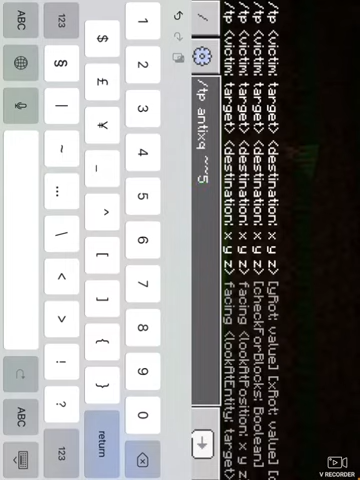 /tp <victim: target> <destination: x y z> [yRot: value] [xRot: value] [c
/tp <victim: target> <destination: x y z> [checkForBlocks: Boolean]
/tp <victim: target> <destination: x y z> facing <lookAtPosition: x y z>
/tp <victim: target> <destination: x y z> facing <lookAtEntity: target>
/ /tp antixq ~~5
1 2 3 4 5 6 7 8 9 0
$ £ ¥ _ ^ [ ] { } return
123 § | ~ … \ < > ! ? 123
ABC ABC
V RECORDER